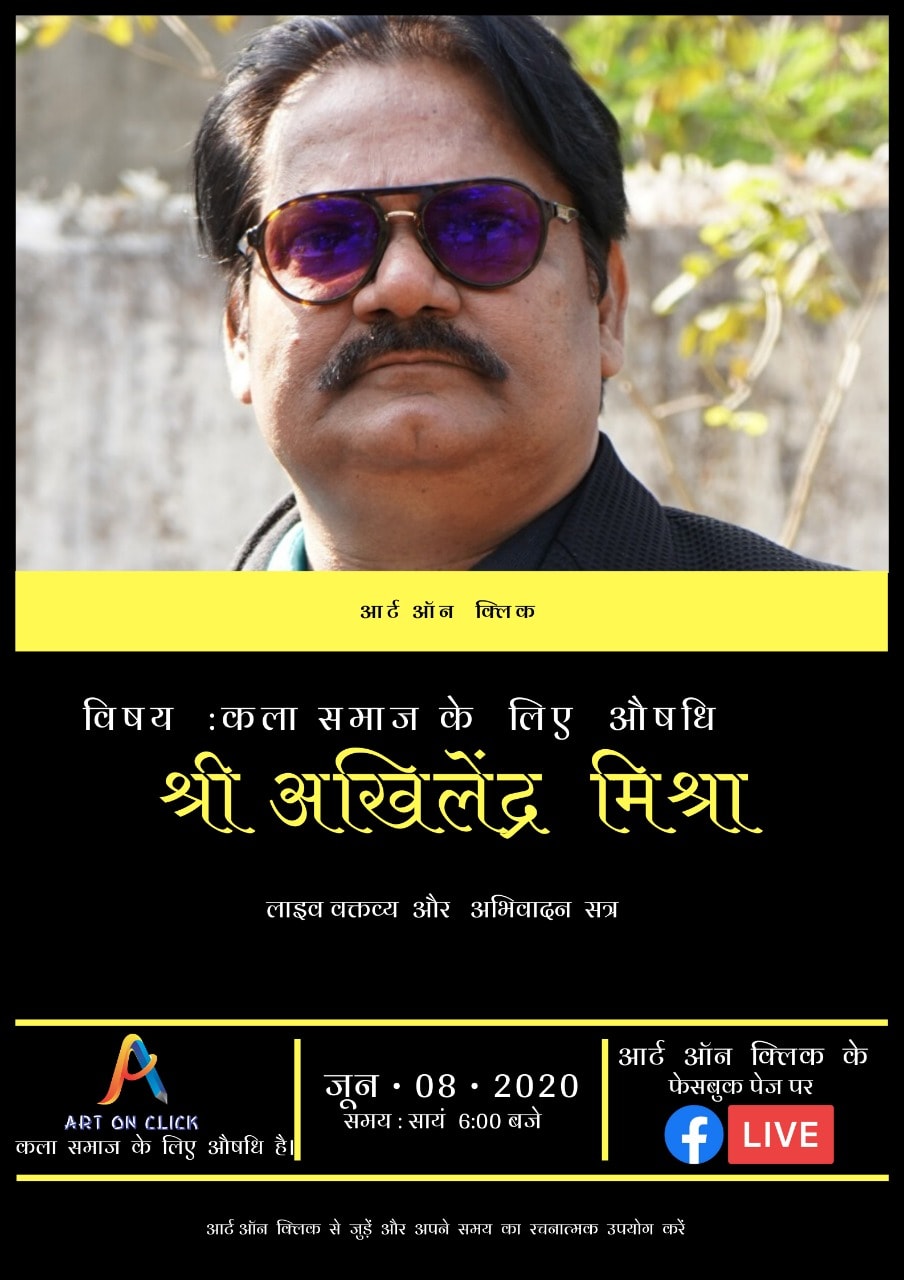 आर्ट ऑन क्लिक
विषय :कला समाज के लिए औषधि
श्री अखिलेंद्र मिश्रा
लाइव वक्तव्य और अभिवादन सत्र
ART ON CLICK
कला समाज के लिए औषधि है।
जून • 08 • 2020
समय : सायं 6:00 बजे
आर्ट ऑन क्लिक के
फेसबुक पेज पर
f LIVE
आर्ट ऑन क्लिक से जुड़ें और अपने समय का रचनात्मक उपयोग करें